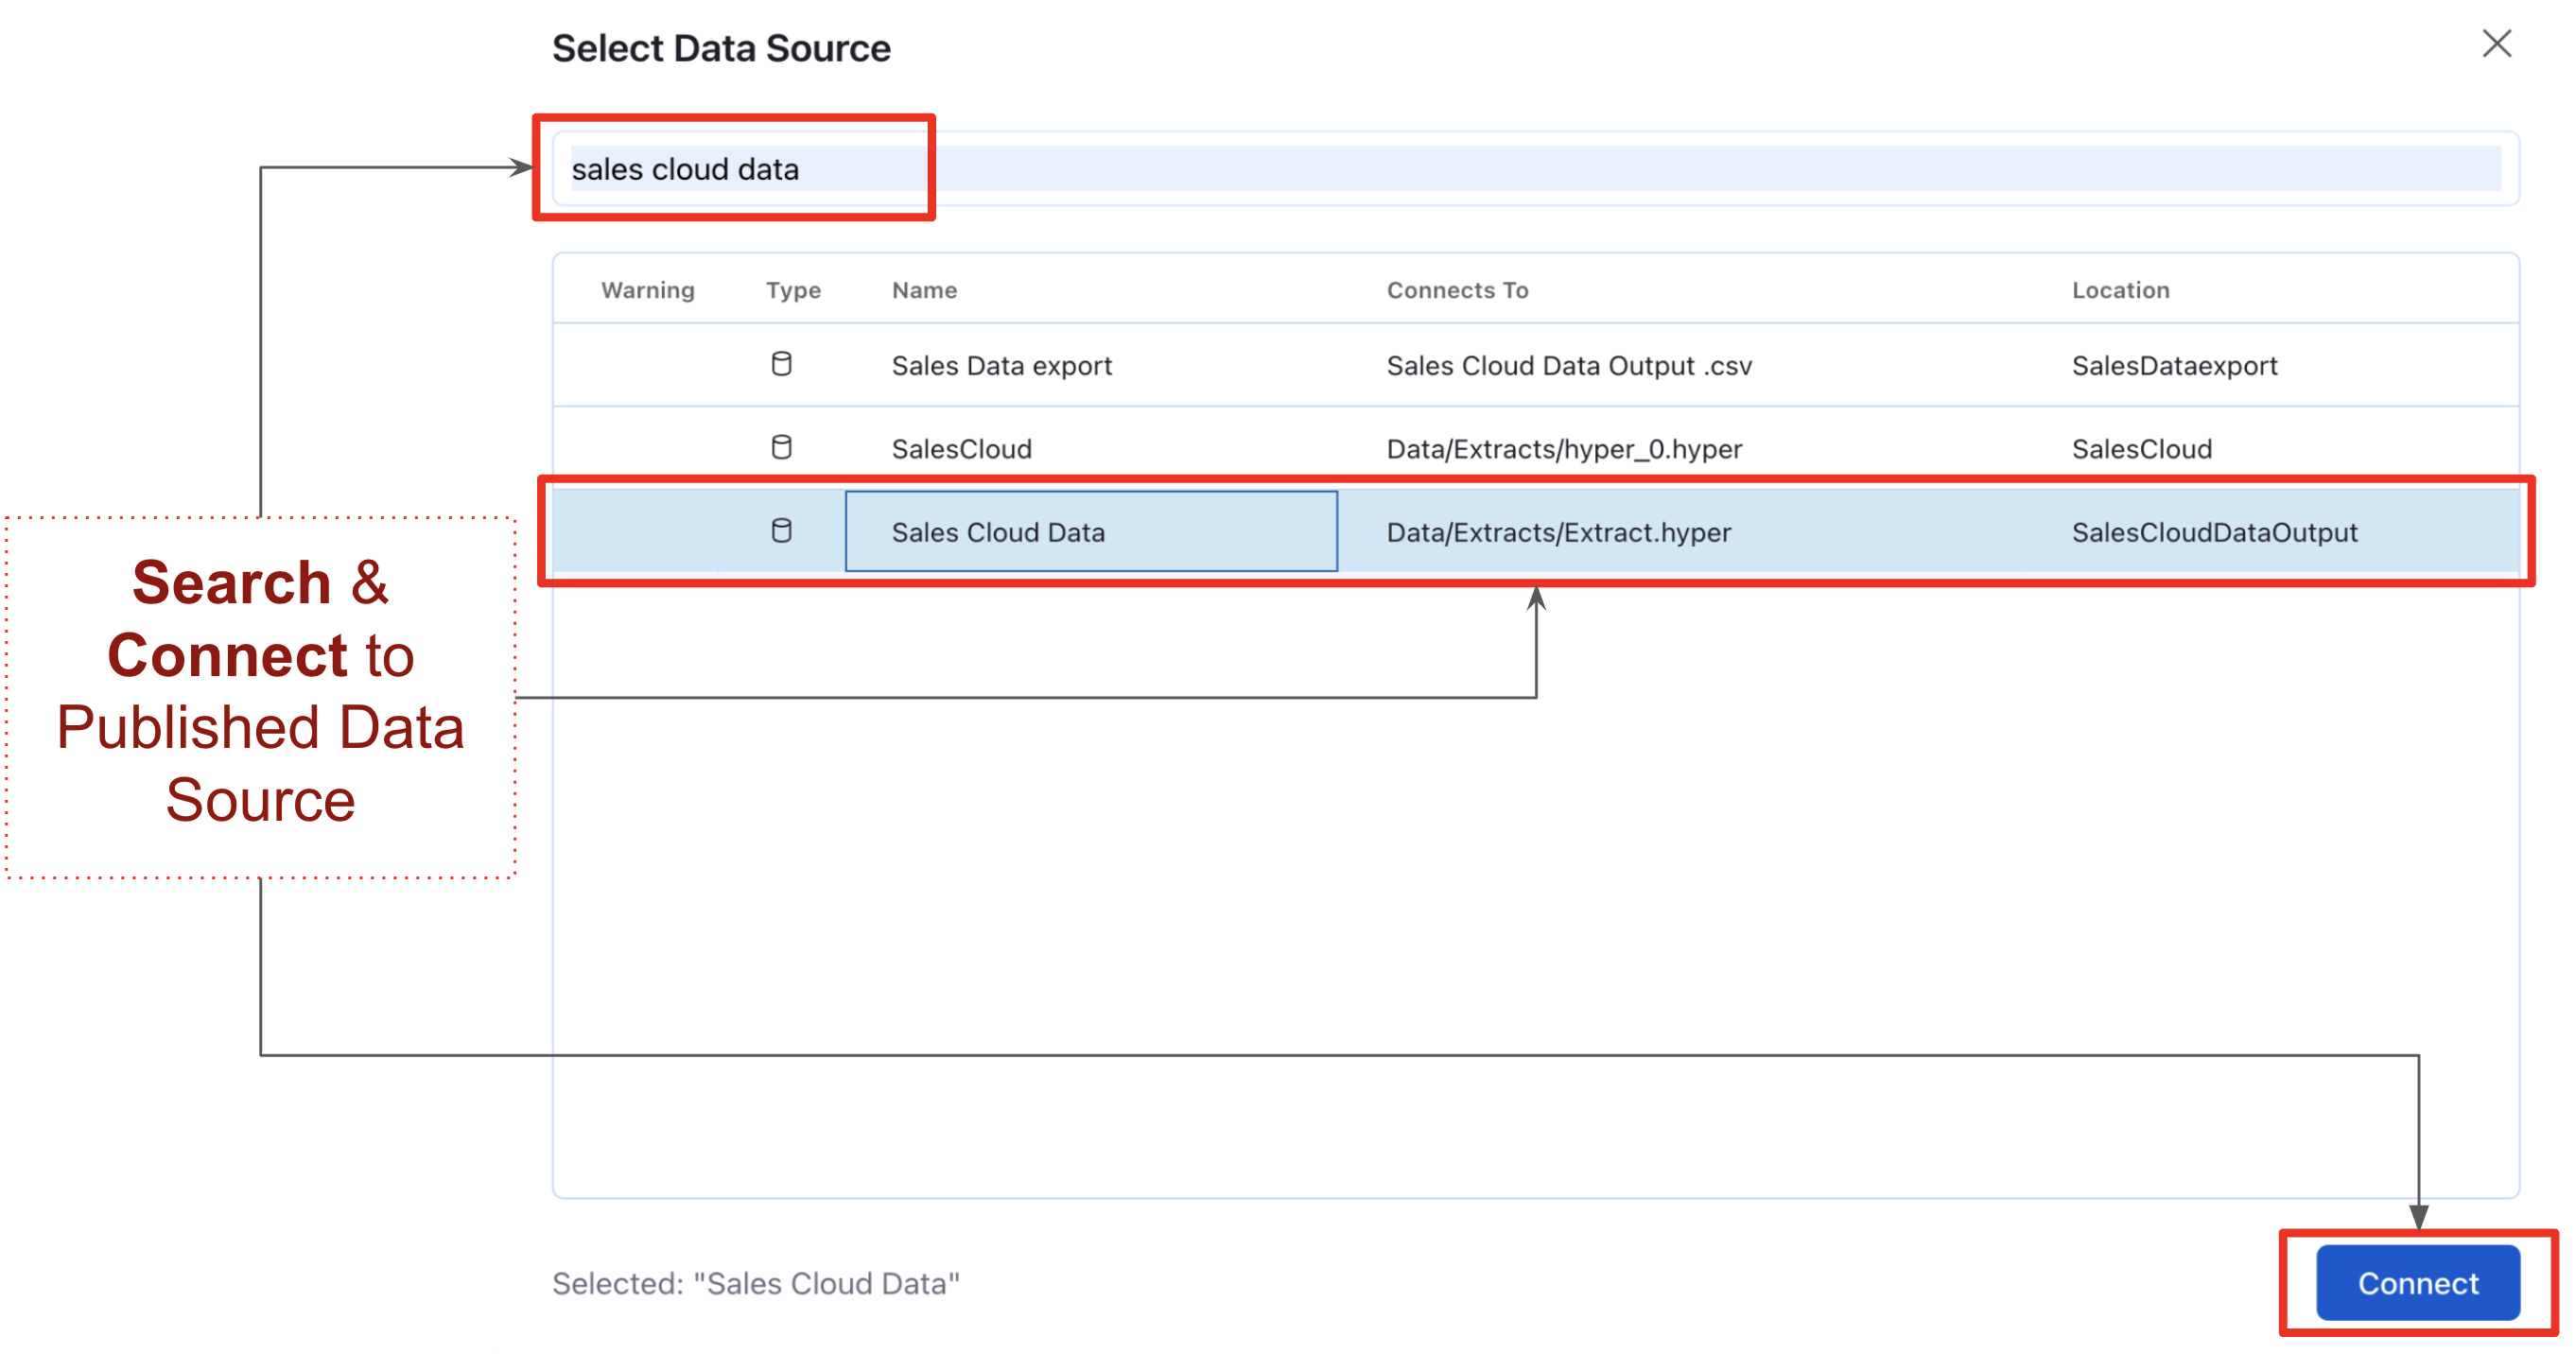 Select Data Source
sales cloud data
Warning Type Name Connects To Location
Sales Data export Sales Cloud Data Output .csv SalesDataexport
SalesCloud Data/Extracts/hyper_0.hyper SalesCloud
Sales Cloud Data Data/Extracts/Extract.hyper SalesCloudDataOutput
Search &
Connect to
Published Data
Source
Selected: "Sales Cloud Data"
Connect